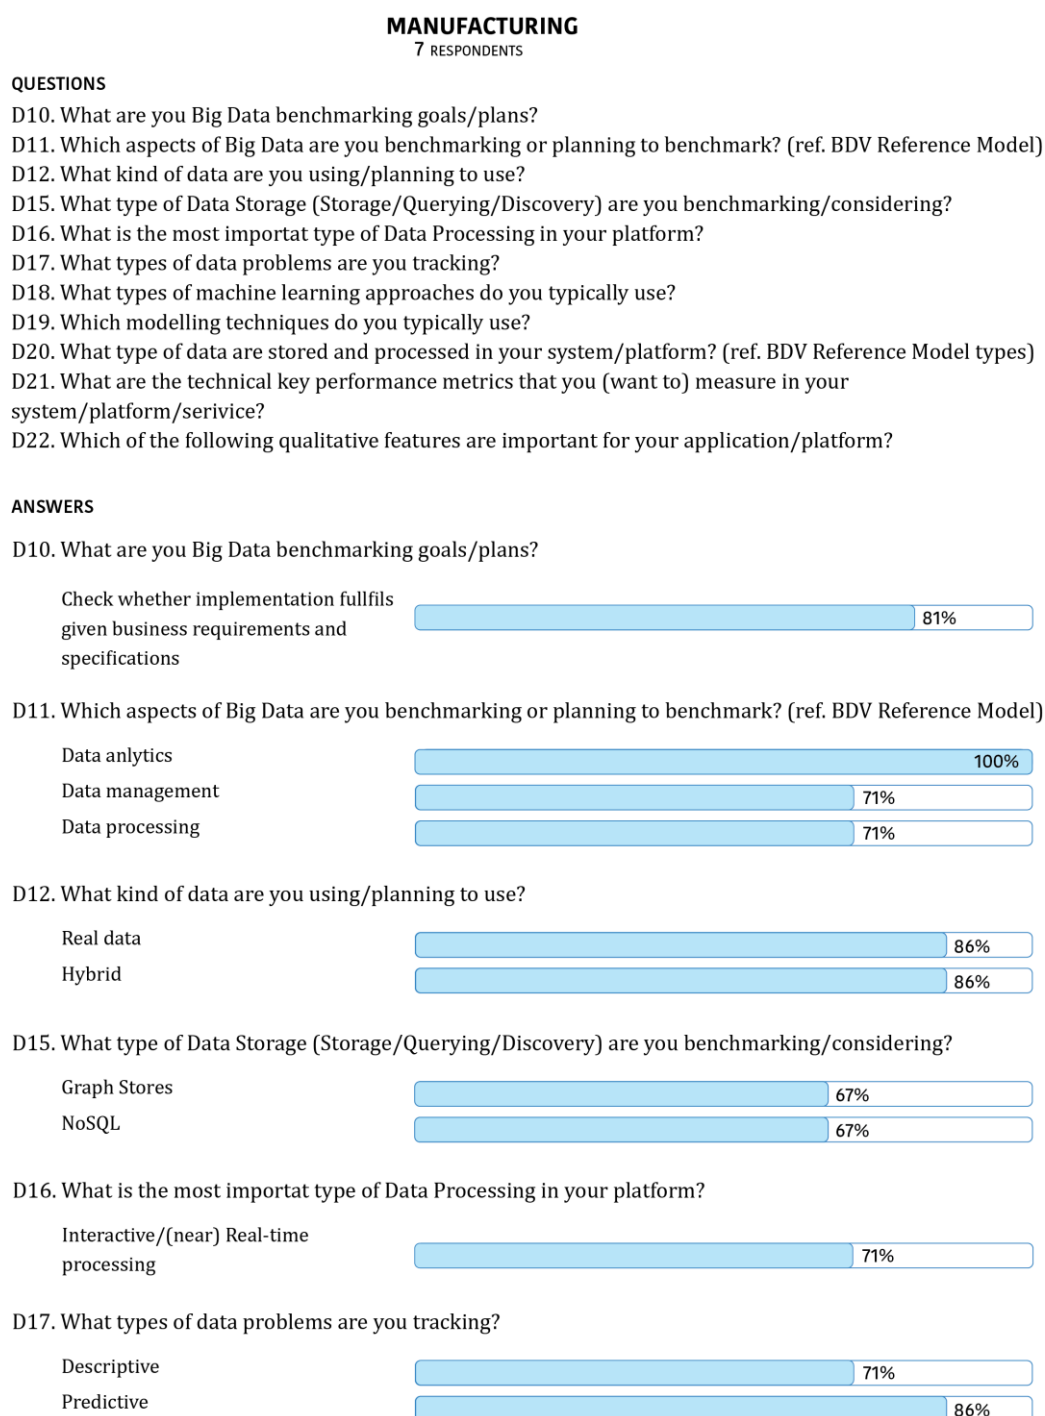 MANUFACTURING
7 RESPONDENTS
QUESTIONS
D10. What are you Big Data benchmarking goals/plans?
D11. Which aspects of Big Data are you benchmarking or planning to benchmark? (ref. BDV Reference Model)
D12. What kind of data are you using/planning to use?
D15. What type of Data Storage (Storage/Querying/Discovery) are you benchmarking/considering?
D16. What is the most importat type of Data Processing in your platform?
D17. What types of data problems are you tracking?
D18. What types of machine learning approaches do you typically use?
D19. Which modelling techniques do you typically use?
D20. What type of data are stored and processed in your system/platform? (ref. BDV Reference Model types)
D21. What are the technical key performance metrics that you (want to) measure in your
system/platform/serivice?
D22. Which of the following qualitative features are important for your application/platform?
ANSWERS
D10. What are you Big Data benchmarking goals/plans?
Check whether implementation fullfils
given business requirements and
specifications
81%
D11. Which aspects of Big Data are you benchmarking or planning to benchmark? (ref. BDV Reference Model)
Data anlytics 100%
Data management 71%
Data processing 71%
D12. What kind of data are you using/planning to use?
Real data 86%
Hybrid 86%
D15. What type of Data Storage (Storage/Querying/Discovery) are you benchmarking/considering?
Graph Stores 67%
NoSQL 67%
D16. What is the most importat type of Data Processing in your platform?
Interactive/(near) Real-time
processing
71%
D17. What types of data problems are you tracking?
Descriptive 71%
Predictive 86%